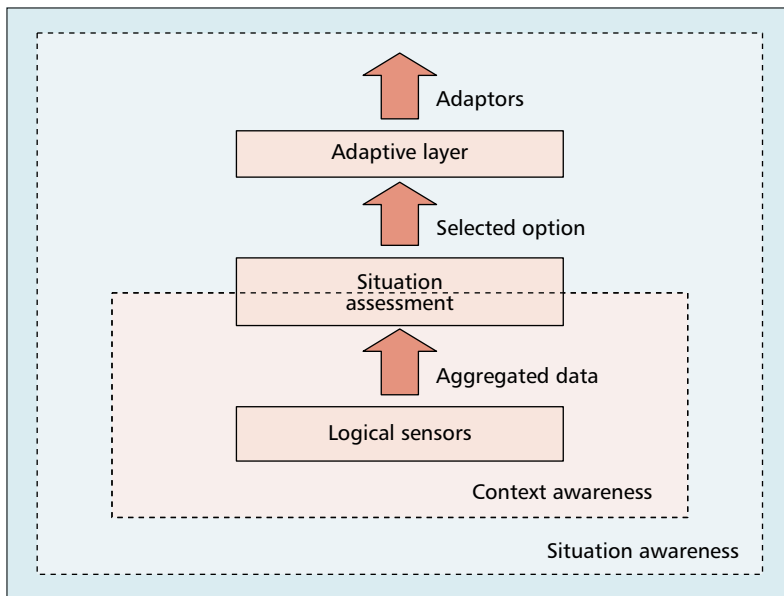 Adaptors
Adaptive layer
Selected option
Situation
assessment
Aggregated data
Logical sensors
Context awareness
Situation awareness